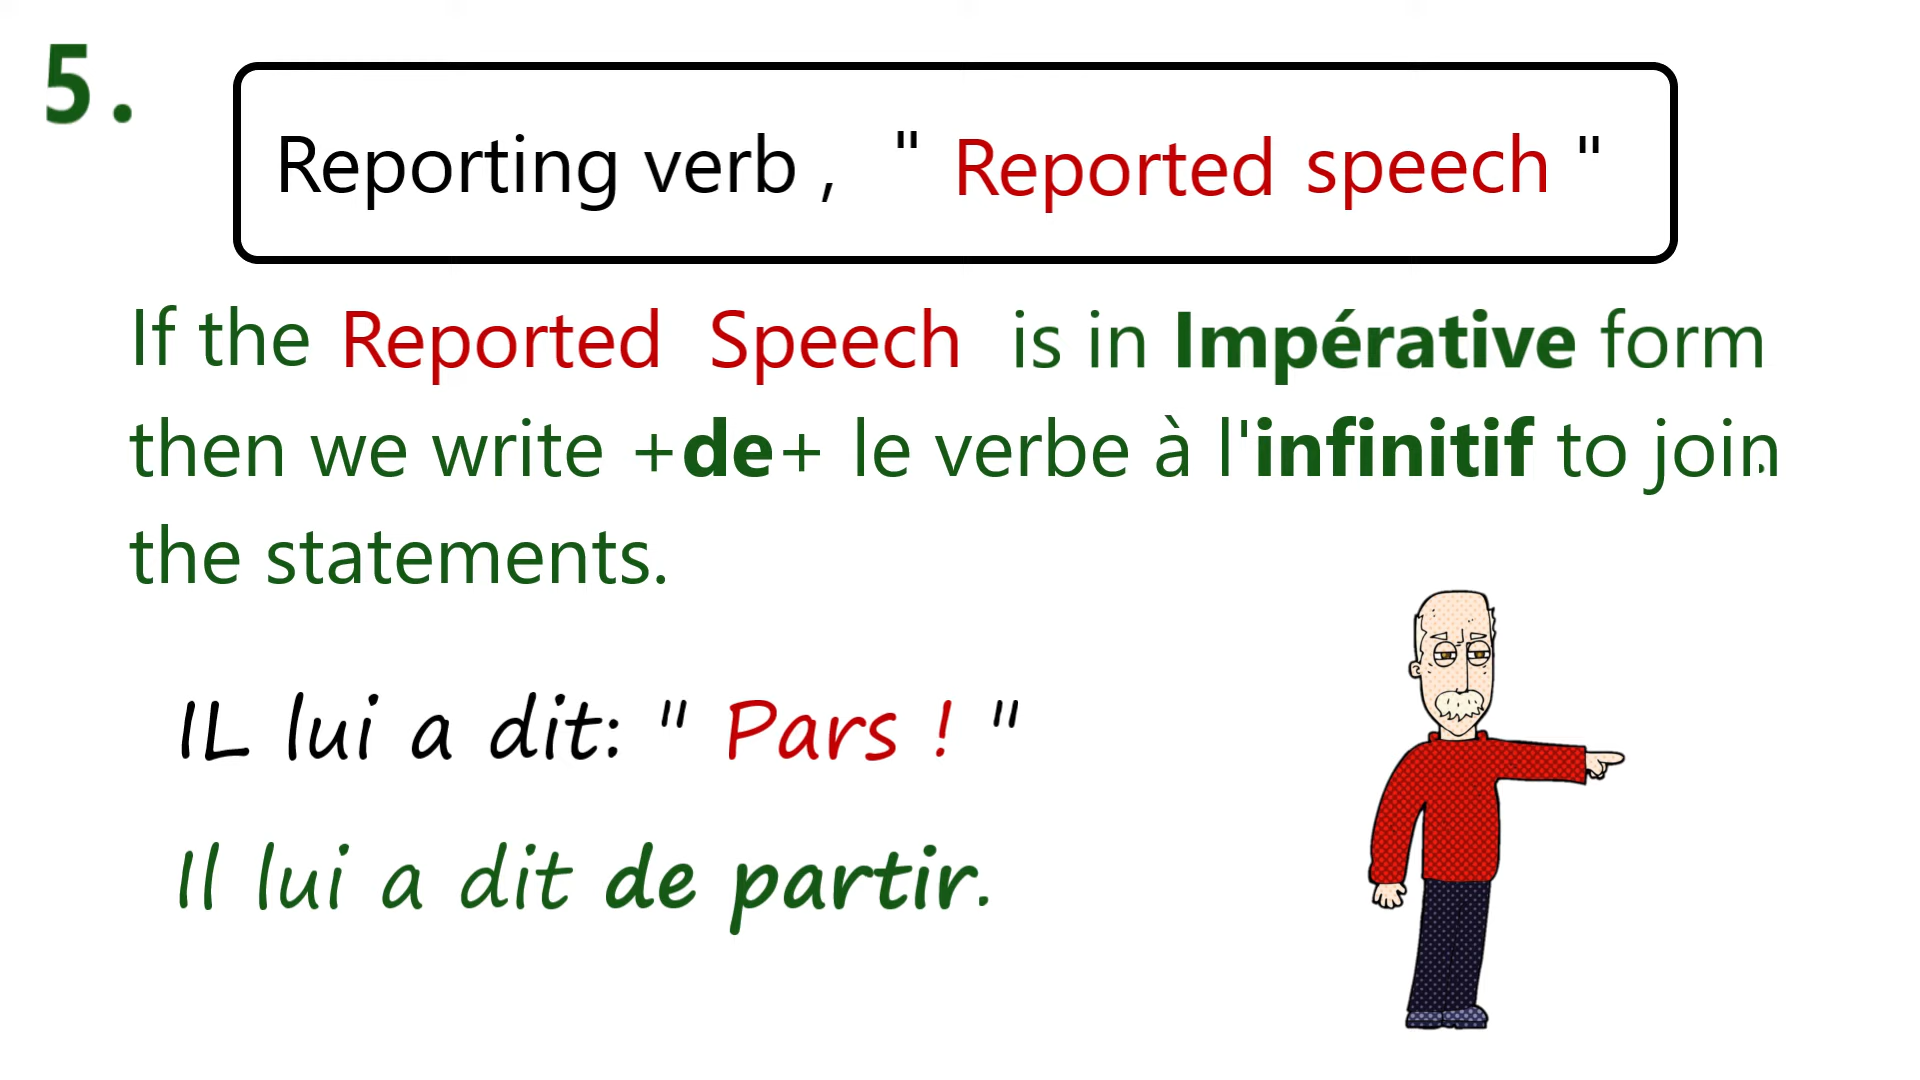 5.
Reporting verb , " Reported speech "
If the Reported Speech is in Impérative form
then we write +de+ le verbe à l'infinitif to join
the statements.
IL lui a dit: " Pars ! "
Il lui a dit de partir.